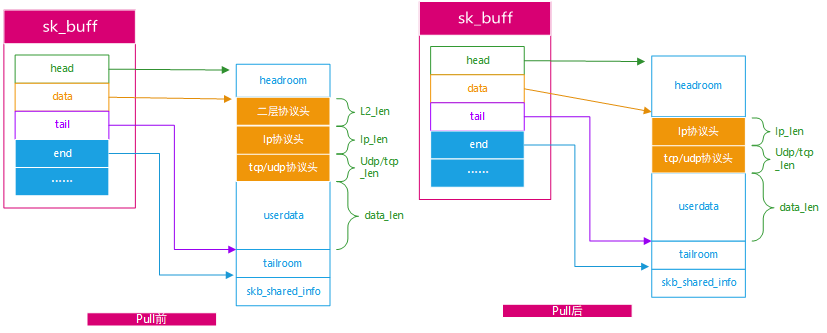 sk_buff
head
data
tail
end
......
headroom
二层协议头
Ip协议头
tcp/udp协议头
userdata
tailroom
skb_shared_info
L2_len
Ip_len
Udp/tcp
_len
data_len
Pull前
sk_buff
head
data
tail
end
......
headroom
Ip协议头
tcp/udp协议头
userdata
tailroom
skb_shared_info
Ip_len
Udp/tcp
_len
data_len
Pull后